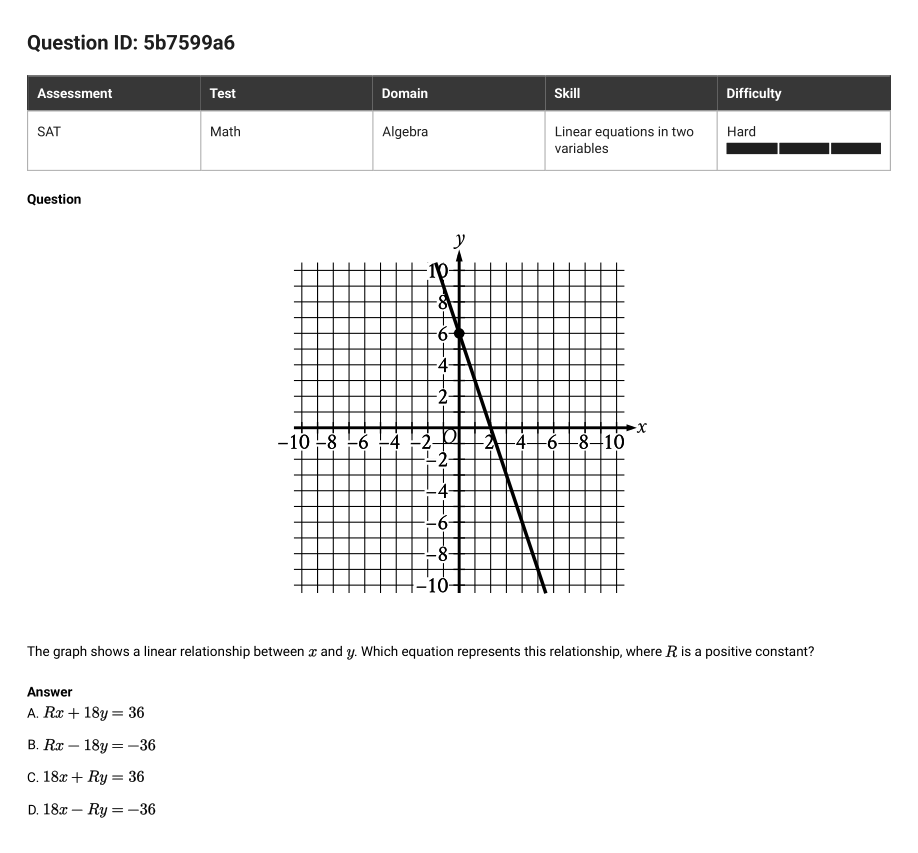 Question ID: 5b7599a6
Assessment Test Domain Skill Difficulty
SAT Math Algebra Linear equations in two variables Hard
Question
y
10
8
6
4
2
x
−10 −8 −6 −4 −2 O 2 4 6 8 10
−2
−4
−6
−8
−10
The graph shows a linear relationship between x and y. Which equation represents this relationship, where R is a positive constant?
Answer
A. Rx + 18y = 36
B. Rx − 18y = −36
C. 18x + Ry = 36
D. 18x − Ry = −36